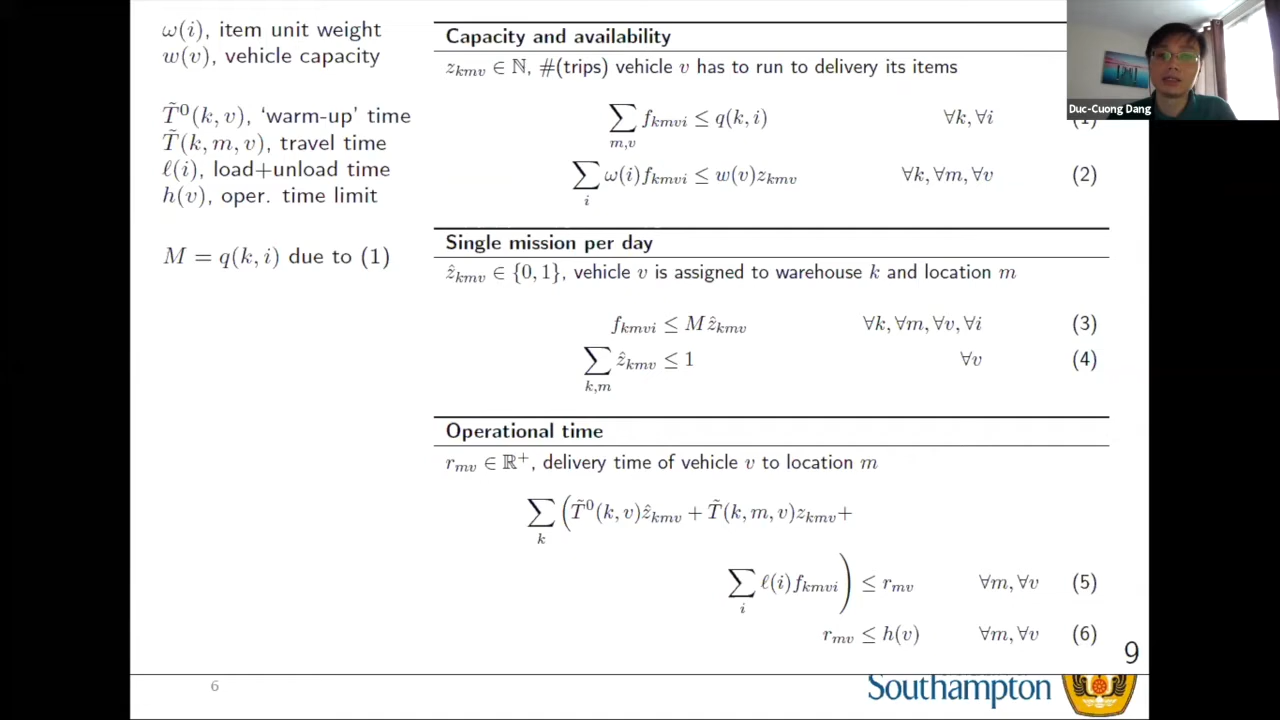 ω(i), item unit weight
w(v), vehicle capacity
T̃⁰(k, v), ‘warm-up’ time
T̃(k, m, v), travel time
ℓ(i), load+unload time
h(v), oper. time limit
M = q(k, i) due to (1)
Capacity and availability
z_kmv ∈ ℕ, #(trips) vehicle v has to run to delivery its items
∑_{m,v} f_kmvi ≤ q(k, i) ∀k, ∀i (1)
∑_i ω(i)f_kmvi ≤ w(v)z_kmv ∀k, ∀m, ∀v (2)
Single mission per day
ẑ_kmv ∈ {0, 1}, vehicle v is assigned to warehouse k and location m
f_kmvi ≤ Mẑ_kmv ∀k, ∀m, ∀v, ∀i (3)
∑_{k,m} ẑ_kmv ≤ 1 ∀v (4)
Operational time
r_mv ∈ ℝ⁺, delivery time of vehicle v to location m
∑_k (T̃⁰(k, v)ẑ_kmv + T̃(k, m, v)z_kmv+
∑_i ℓ(i)f_kmvi) ≤ r_mv ∀m, ∀v (5)
r_mv ≤ h(v) ∀m, ∀v (6)
9
6
Southampton
Duc-Cuong Dang